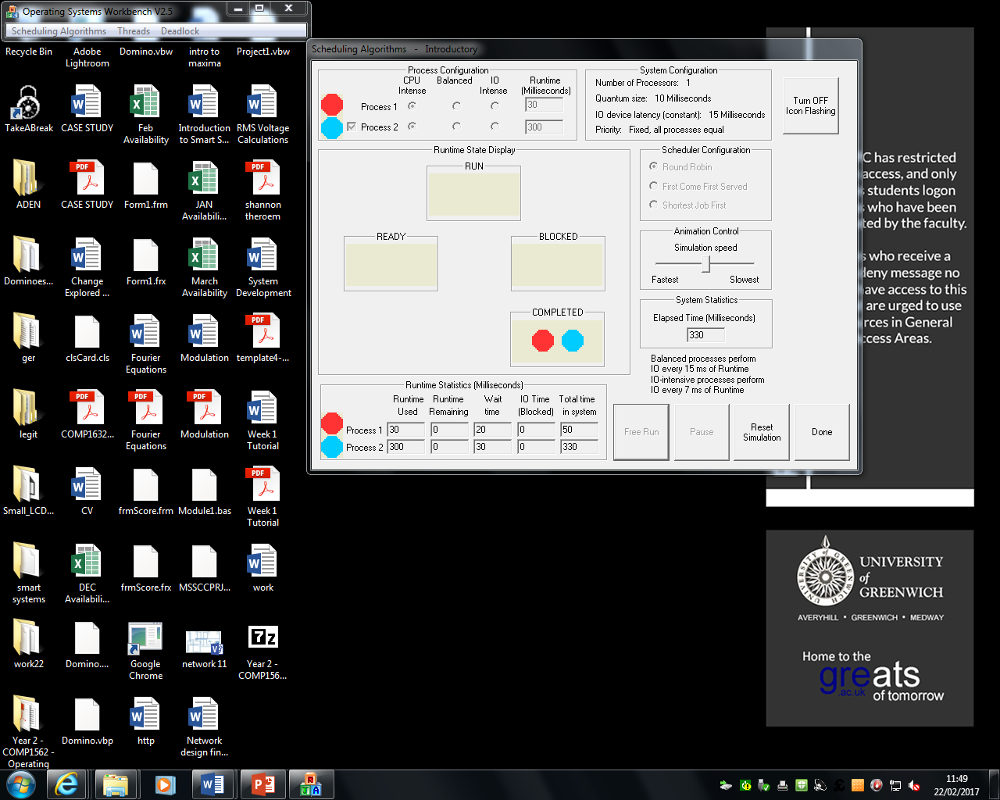 Operating Systems Workbench V2.5
Scheduling Algorithms Threads Deadlock
Recycle Bin
Adobe Lightroom
Domino.vbw
intro to maxima
Project1.vbw
TakeABreak
CASE STUDY
Feb Availability
Introduction to Smart S...
RMS Voltage Calculations
ADEN
CASE STUDY
Form1.frm
JAN Availabili...
shannon theroem
Dominoes...
Change Explored ...
Form1.frx
March Availability
System Development
ger
clsCard.cls
Fourier Equations
Modulation
template4-...
legit
COMP1632...
Fourier Equations
Modulation
Week 1 Tutorial
Small_LCD...
CV
frmScore.frm
Module1.bas
Week 1 Tutorial
smart systems
DEC Availabili...
frmScore.frx
MSSCCPRJ...
work
work22
Domino....
Google Chrome
network 11
Year 2 - COMP156...
Year 2 - COMP1562 - Operating
Domino.vbp
http
Network design fin...
Scheduling Algorithms - Introductory
Process Configuration
CPU Intense
Balanced
IO Intense
Runtime (Milliseconds)
Process 1
30
Process 2
300
System Configuration
Number of Processors: 1
Quantum size: 10 Milliseconds
IO device latency (constant): 15 Milliseconds
Priority: Fixed, all processes equal
Turn OFF
Icon Flashing
Runtime State Display
RUN
READY
BLOCKED
COMPLETED
Scheduler Configuration
Round Robin
First Come First Served
Shortest Job First
Animation Control
Simulation speed
Fastest Slowest
System Statistics
Elapsed Time (Milliseconds)
330
Balanced processes perform
IO every 15 ms of Runtime
IO-intensive processes perform
IO every 7 ms of Runtime
Runtime Statistics (Milliseconds)
Runtime Used
Runtime Remaining
Wait time
IO Time (Blocked)
Total time in system
Process 1 30 0 20 0 50
Process 2 300 0 30 0 330
Free Run
Pause
Reset Simulation
Done
C has restricted
access, and only
students logon
s who have been
ted by the faculty.
s who receive a
deny message no
ave access to this
are urged to use
rces in General
ccess Areas.
UNIVERSITY
of
GREENWICH
AVERYHILL • GREENWICH • MEDWAY
Home to the
greats
.ac.uk
of tomorrow
11:49
22/02/2017